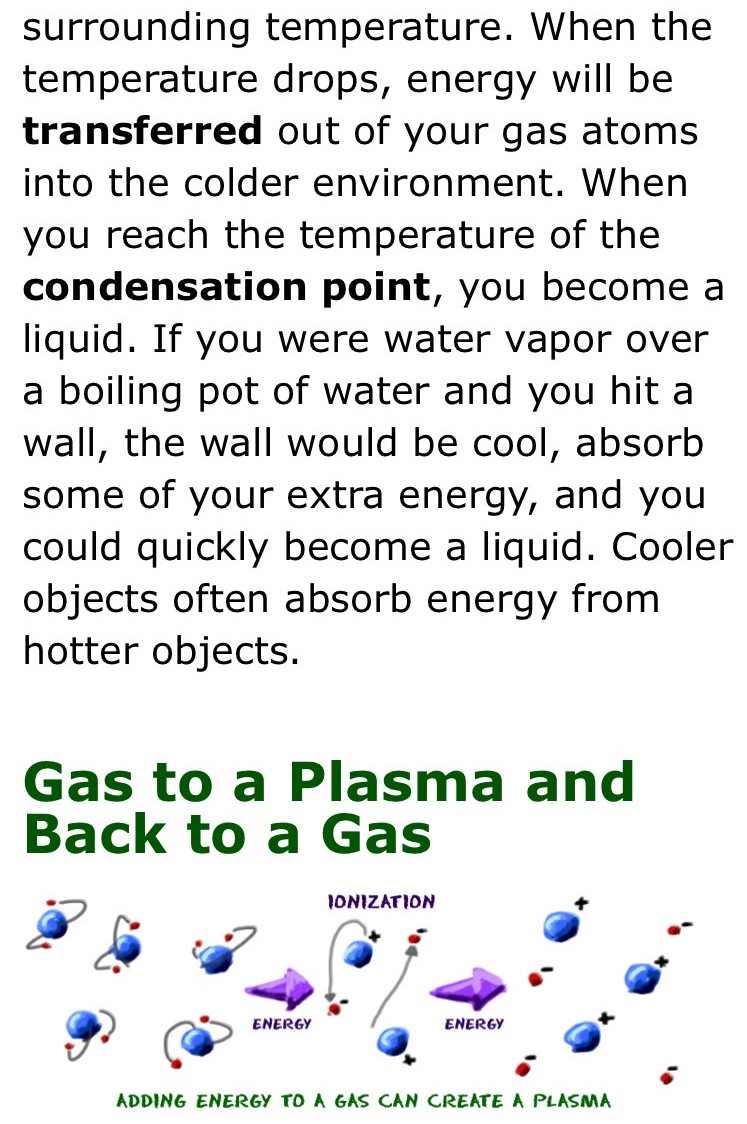 surrounding temperature. When the
temperature drops, energy will be
transferred out of your gas atoms
into the colder environment. When
you reach the temperature of the
condensation point, you become a
liquid. If you were water vapor over
a boiling pot of water and you hit a
wall, the wall would be cool, absorb
some of your extra energy, and you
could quickly become a liquid. Cooler
objects often absorb energy from
hotter objects.
Gas to a Plasma and
Back to a Gas
IONIZATION
+ - + - + - + - + -
ENERGY
ENERGY
ADDING ENERGY TO A GAS CAN CREATE A PLASMA